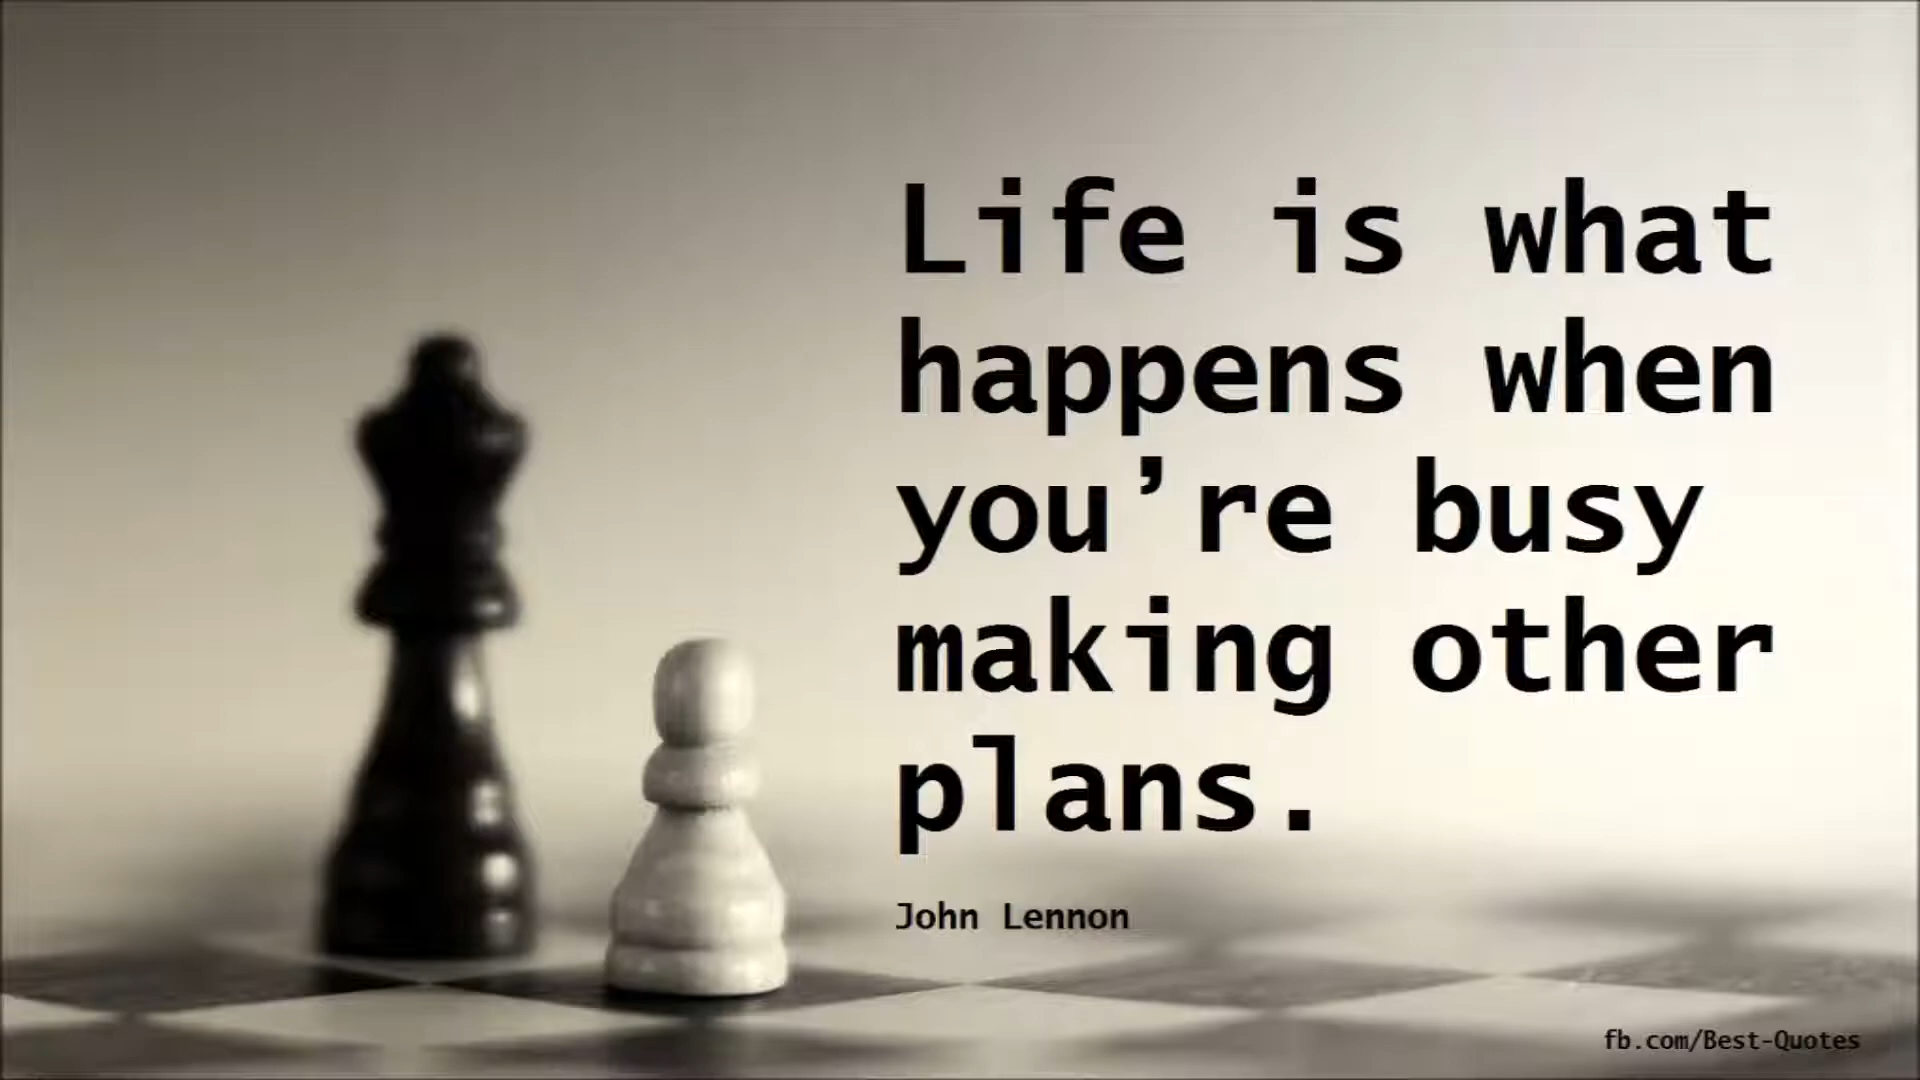 Life is what
happens when
you’re busy
making other
plans.
John Lennon
fb.com/Best-Quotes